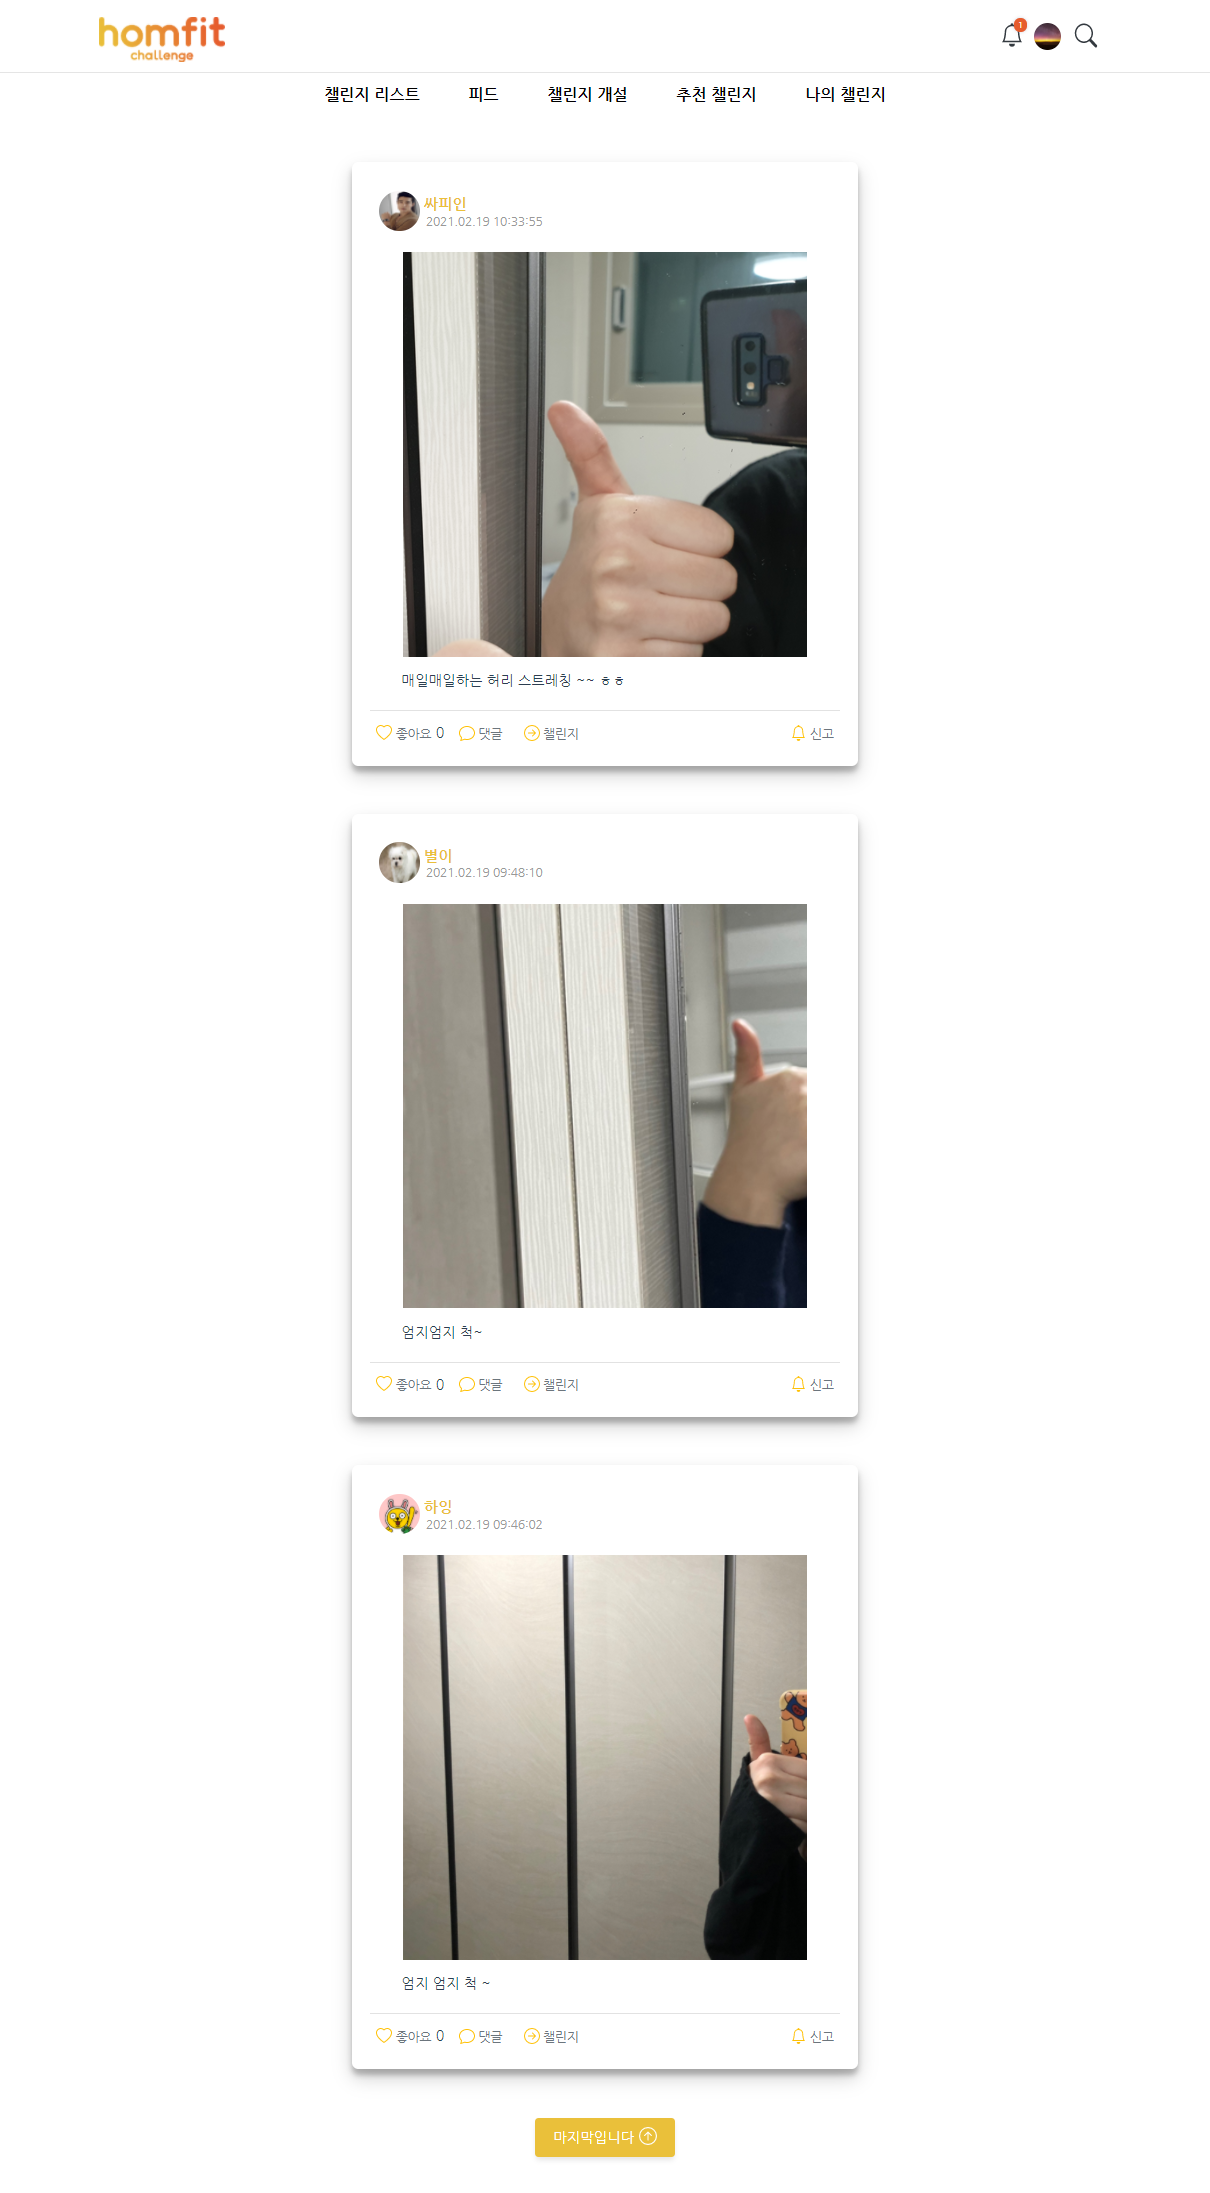 homfit
challenge
1
챌린지 리스트 피드 챌린지 개설 추천 챌린지 나의 챌린지
싸피인
2021.02.19 10:33:55
매일매일하는 허리 스트레칭 ~~ ㅎㅎ
좋아요 0 댓글 챌린지 신고
별이
2021.02.19 09:48:10
엄지엄지 척~
좋아요 0 댓글 챌린지 신고
하잉
2021.02.19 09:46:02
엄지 엄지 척 ~
좋아요 0 댓글 챌린지 신고
마지막입니다